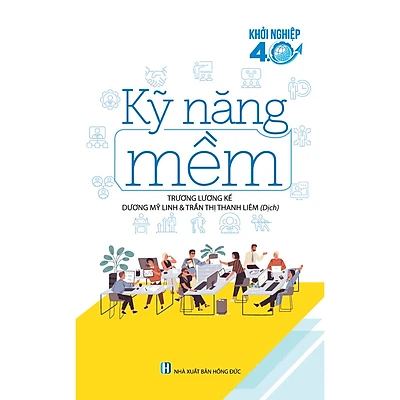 KHỞI NGHIỆP
4.0
Kỹ năng
mềm
TRƯƠNG LƯƠNG KẾ
DƯƠNG MỸ LINH & TRẦN THỊ THANH LIÊM (Dịch)
NHÀ XUẤT BẢN HỒNG ĐỨC